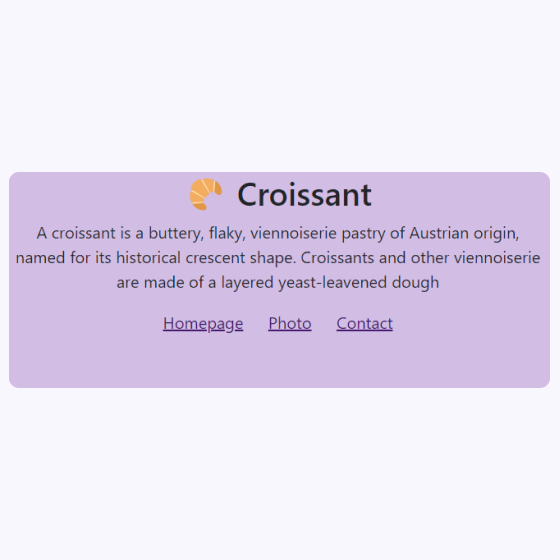 🥐 Croissant
A croissant is a buttery, flaky, viennoiserie pastry of Austrian origin,
named for its historical crescent shape. Croissants and other viennoiserie
are made of a layered yeast-leavened dough
Homepage Photo Contact